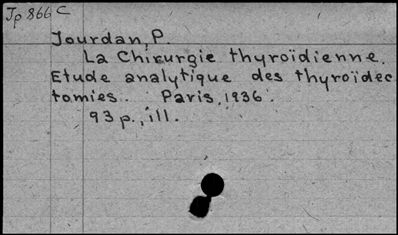 Jp 866 C
Jourdan, P.
La Chirurgie thyroïdienne.
Etude analytique des thyroïdec
tomies. Paris, 1936.
93 p., ill.